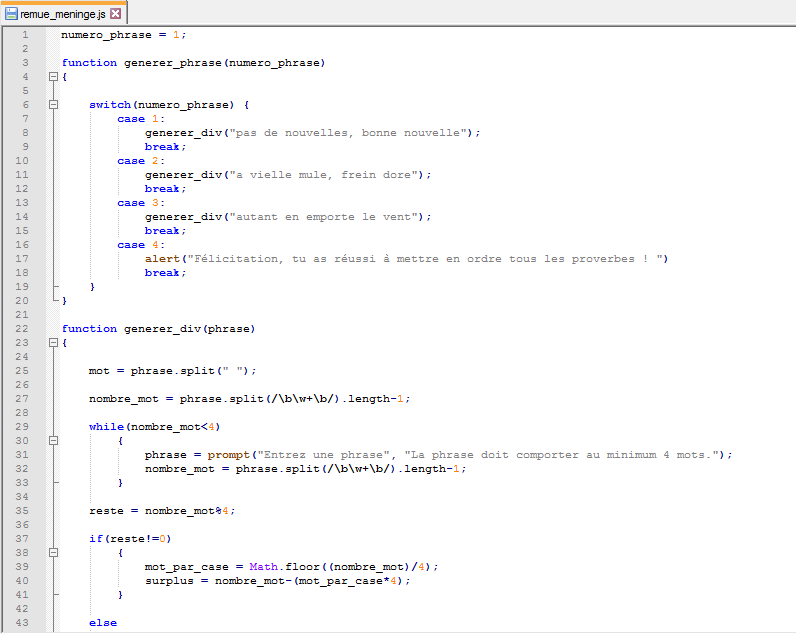 remue_meninge.js
1 numero_phrase = 1;
2
3 function generer_phrase(numero_phrase)
4 {
5
6 switch(numero_phrase) {
7 case 1:
8 generer_div("pas de nouvelles, bonne nouvelle");
9 break;
10 case 2:
11 generer_div("a vielle mule, frein dore");
12 break;
13 case 3:
14 generer_div("autant en emporte le vent");
15 break;
16 case 4:
17 alert("Félicitation, tu as réussi à mettre en ordre tous les proverbes ! ")
18 break;
19 }
20 }
21
22 function generer_div(phrase)
23 {
24
25 mot = phrase.split(" ");
26
27 nombre_mot = phrase.split(/\b\w+\b/).length-1;
28
29 while(nombre_mot<4)
30 {
31 phrase = prompt("Entrez une phrase", "La phrase doit comporter au minimum 4 mots.");
32 nombre_mot = phrase.split(/\b\w+\b/).length-1;
33 }
34
35 reste = nombre_mot%4;
36
37 if(reste!=0)
38 {
39 mot_par_case = Math.floor((nombre_mot)/4);
40 surplus = nombre_mot-(mot_par_case*4);
41 }
42
43 else